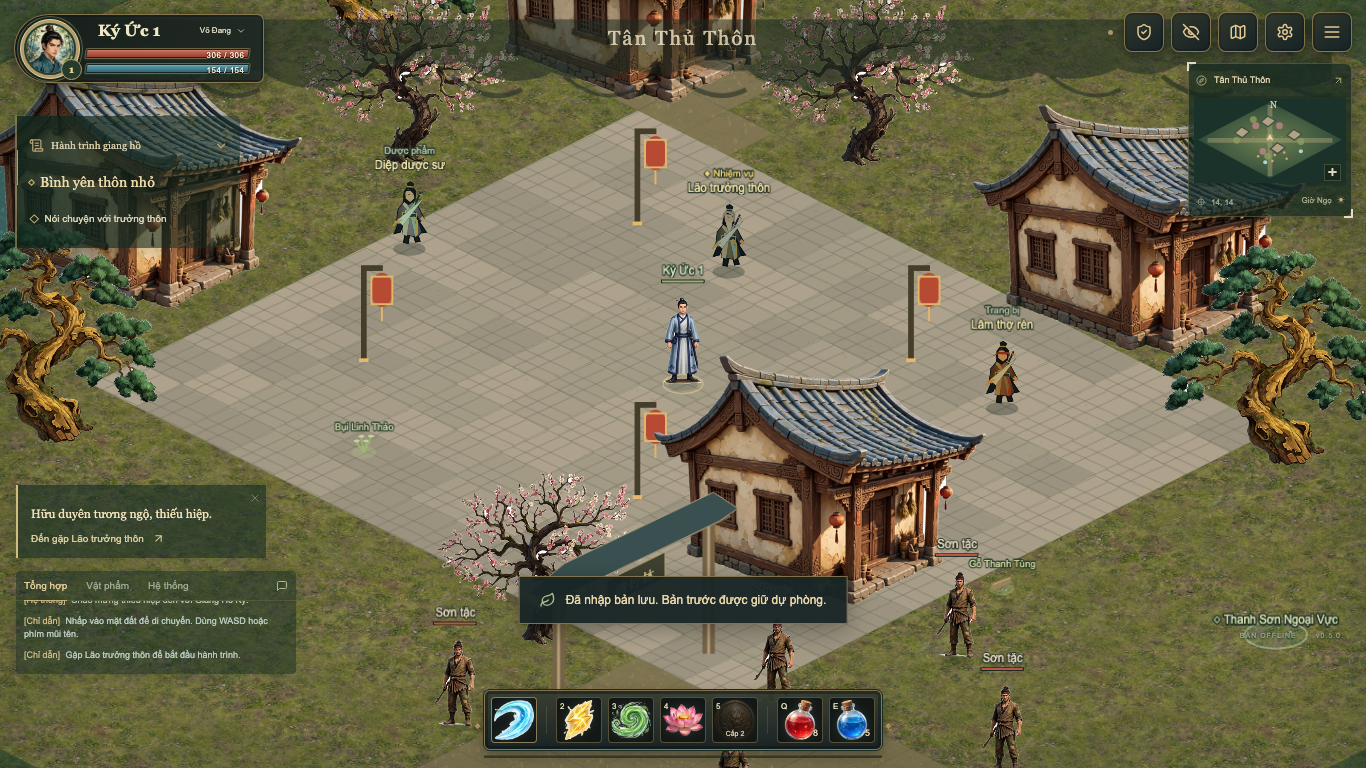 Ký Ức 1
Võ Đang
306 / 306
154 / 154
1
Tân Thủ Thôn
Tân Thủ Thôn
N
14, 14
Giờ Ngọ
Hành trình giang hồ
Bình yên thôn nhỏ
Nói chuyện với trưởng thôn
Dược phẩm
Diệp dược sư
Nhiệm vụ
Lão trưởng thôn
Ký Ức 1
Trang bị
Lâm thợ rèn
Bụi Linh Thảo
Hữu duyên tương ngộ, thiếu hiệp.
Đến gặp Lão trưởng thôn
Tổng hợp
Vật phẩm
Hệ thống
[Chỉ dẫn] Nhấp vào mặt đất để di chuyển. Dùng WASD hoặc
phím mũi tên.
[Chỉ dẫn] Gặp Lão trưởng thôn để bắt đầu hành trình.
Sơn tặc
Gỗ Thanh Tùng
Đã nhập bản lưu. Bản trước được giữ dự phòng.
Sơn tặc
Sơn tặc
Thanh Sơn Ngoại Vực
BẢN OFFLINE
v0.5.0
2
3
4
5
Cấp 2
Q
8
E
5